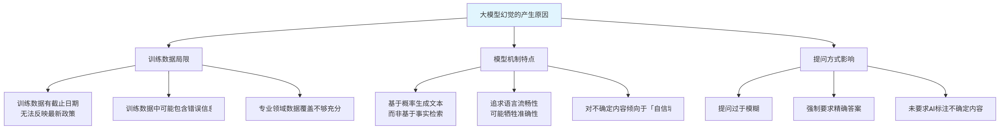 大模型幻觉的产生原因
训练数据局限
模型机制特点
提问方式影响
训练数据有截止日期
无法反映最新政策
训练数据中可能包含错误信息
专业领域数据覆盖不够充分
基于概率生成文本
而非基于事实检索
追求语言流畅性
可能牺牲准确性
对不确定内容倾向于「自信
提问过于模糊
强制要求精确答案
未要求AI标注不确定内容